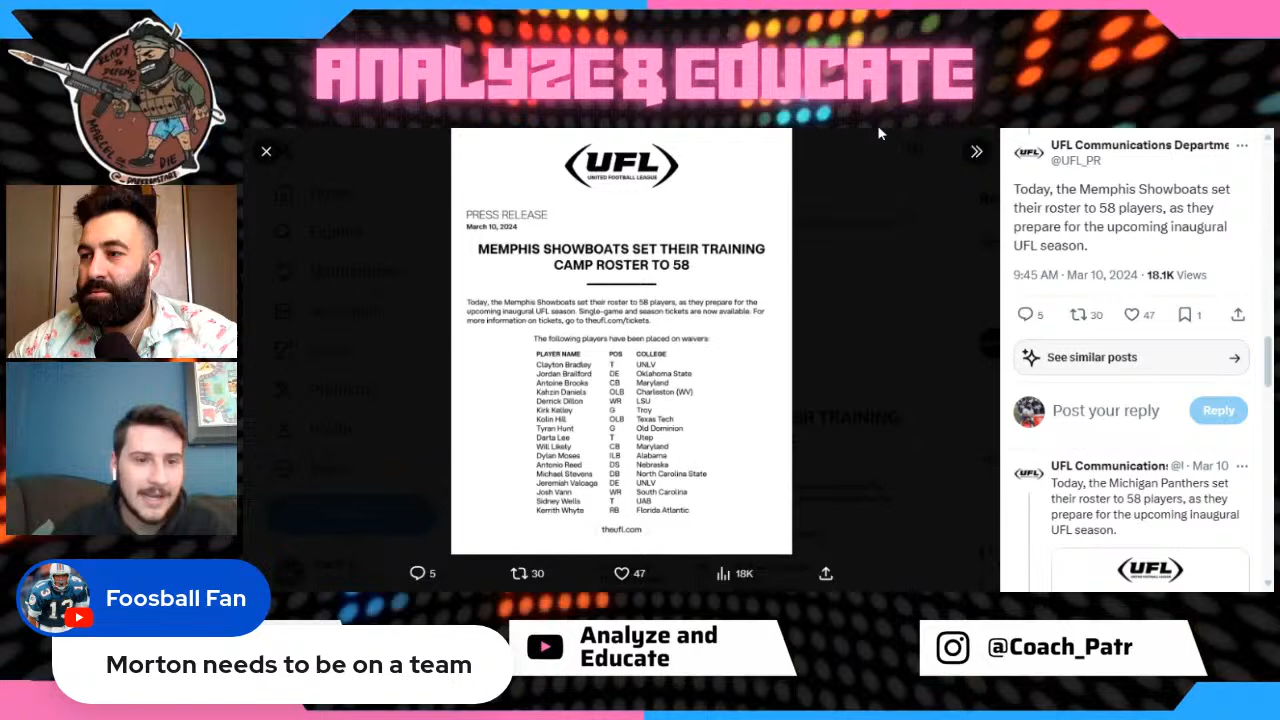 ANALYZE & EDUCATE
READY TO DEFEND
MARCEL OR DIE
UFL
UNITED FOOTBALL LEAGUE
PRESS RELEASE
March 10, 2024
MEMPHIS SHOWBOATS SET THEIR TRAINING
CAMP ROSTER TO 58
Today, the Memphis Showboats set their roster to 58 players, as they prepare for the
upcoming inaugural UFL season. Single-game and season tickets are now available. For
more information on tickets, go to theufl.com/tickets.
The following players have been placed on waivers:
PLAYER NAME POS COLLEGE
Clayton Bradley T UNLV
Jordan Brailford DE Oklahoma State
Antoine Brooks CB Maryland
Kahzin Daniels OLB Charleston (WV)
Derrick Dillon WR LSU
Kirk Kelley G Troy
Kolin Hill OLB Texas Tech
Tyran Hunt G Old Dominion
Darta Lee T Utep
Will Likely CB Maryland
Dylan Moses ILB Alabama
Antonio Reed DS Nebraska
Michael Stevens DB North Carolina State
Jeremiah Valoaga DE UNLV
Josh Vann WR South Carolina
Sidney Wells T UAB
Kerrith Whyte RB Florida Atlantic
theufl.com
5 30 47 18K
UFL Communications Departme ...
@UFL_PR
Today, the Memphis Showboats set
their roster to 58 players, as they
prepare for the upcoming inaugural
UFL season.
9:45 AM · Mar 10, 2024 · 18.1K Views
5 30 47 1
See similar posts
Post your reply Reply
UFL Communications @I · Mar 10 ...
Today, the Michigan Panthers set
their roster to 58 players, as they
prepare for the upcoming inaugural
UFL season.
UFL
Foosball Fan
Morton needs to be on a team
Analyze and
Educate
@Coach_Patr